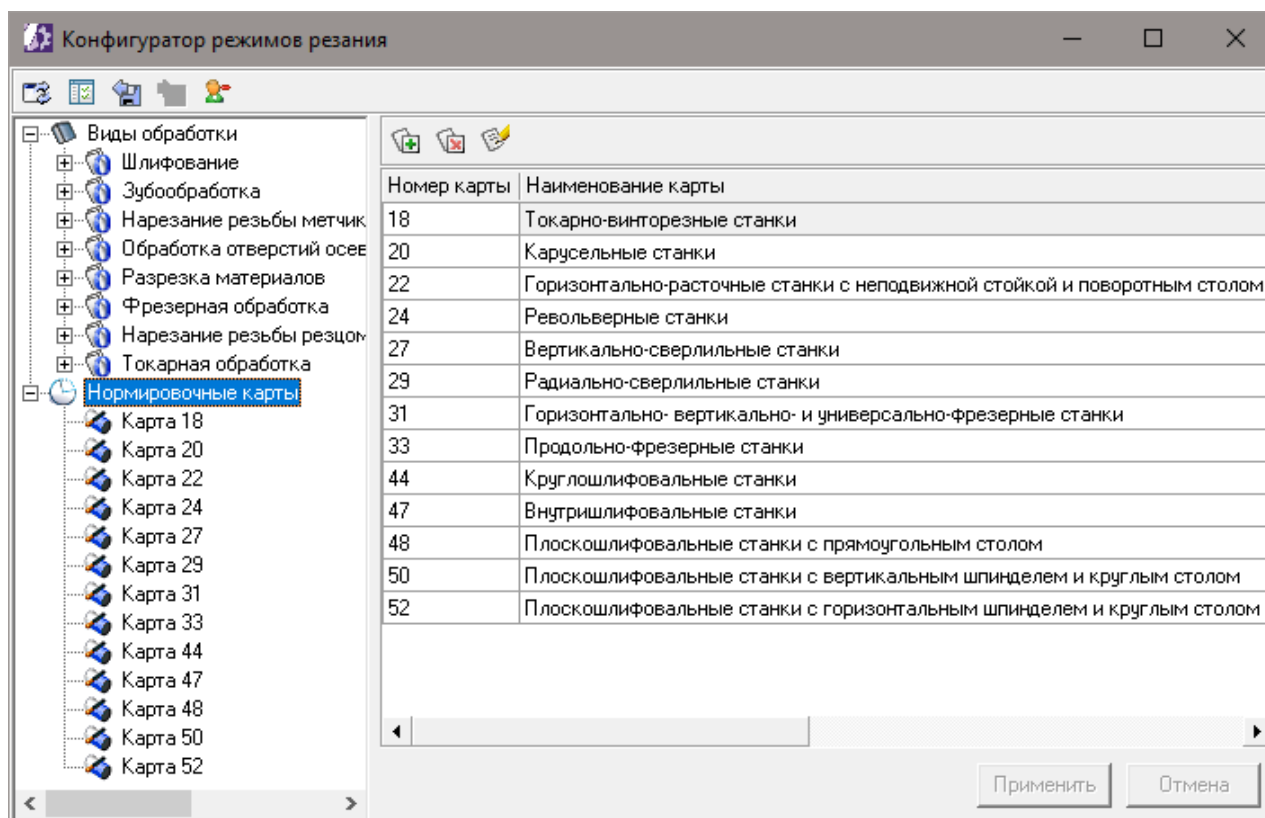 Конфигуратор режимов резания
Виды обработки
Шлифование
Зубообработка
Нарезание резьбы метчик
Обработка отверстий осев
Разрезка материалов
Фрезерная обработка
Нарезание резьбы резцом
Токарная обработка
Нормировочные карты
Карта 18
Карта 20
Карта 22
Карта 24
Карта 27
Карта 29
Карта 31
Карта 33
Карта 44
Карта 47
Карта 48
Карта 50
Карта 52
Номер карты Наименование карты
18 Токарно-винторезные станки
20 Карусельные станки
22 Горизонтально-расточные станки с неподвижной стойкой и поворотным столом
24 Револьверные станки
27 Вертикально-сверлильные станки
29 Радиально-сверлильные станки
31 Горизонтально- вертикально- и универсально-фрезерные станки
33 Продольно-фрезерные станки
44 Круглошлифовальные станки
47 Внутришлифовальные станки
48 Плоскошлифовальные станки с прямоугольным столом
50 Плоскошлифовальные станки с вертикальным шпинделем и круглым столом
52 Плоскошлифовальные станки с горизонтальным шпинделем и круглым столом
Применить Отмена